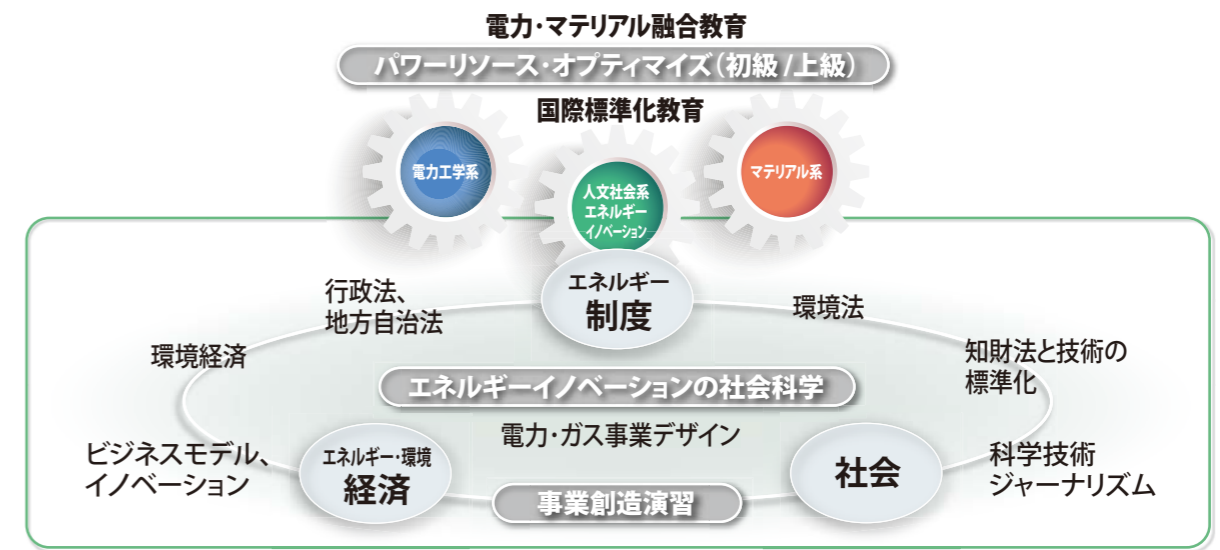 電力・マテリアル融合教育
パワーリソース・オプティマイズ（初級/上級）
国際標準化教育
電力工学系
人文社会系
エネルギー
イノベーション
マテリアル系
エネルギー
制度
行政法、
地方自治法
環境法
環境経済
知財法と技術の
標準化
エネルギーイノベーションの社会科学
電力・ガス事業デザイン
ビジネスモデル、
イノベーション
エネルギー・環境
経済
社会
科学技術
ジャーナリズム
事業創造演習